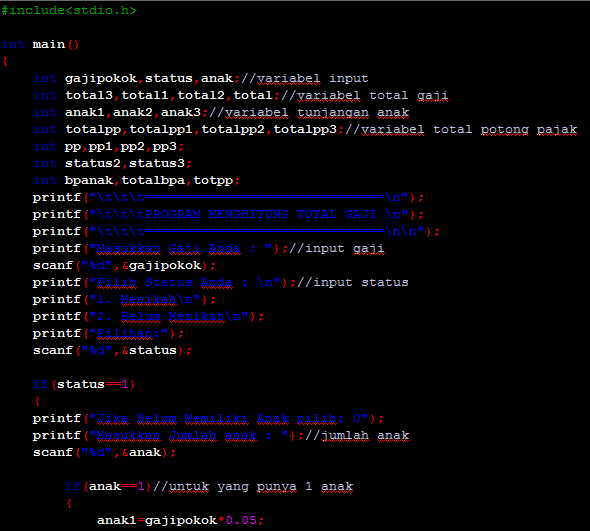 #include<stdio.h>
int main()
{
int gajipokok,status,anak;//variabel input
int total3,total1,total2,total;//variabel total gaji
int anak1,anak2,anak3;//variabel tunjangan anak
int totalpp,totalpp1,totalpp2,totalpp3;//variabel total potong pajak
int pp,pp1,pp2,pp3;
int status2,status3;
int bpanak,totalbpa,totpp;
printf("\t\t\t==============================\n");
printf("\t\t\tPROGRAM MENGHITUNG TOTAL GAJI \n");
printf("\t\t\t==============================\n\n");
printf("Masukkan Gaji Anda : ");//input gaji
scanf("%d",&gajipokok);
printf("Pilih Status Anda : \n");//input status
printf("1. Menikah\n");
printf("2. Belum Menikah\n");
printf("Pilihan:");
scanf("%d",&status);
if(status==1)
{
printf("Jika Belum Memiliki Anak pilih: 0");
printf("Masukkan Jumlah anak : ");//jumlah anak
scanf("%d",&anak);
if(anak==1)//untuk yang punya 1 anak
{
anak1=gajipokok*0.05;